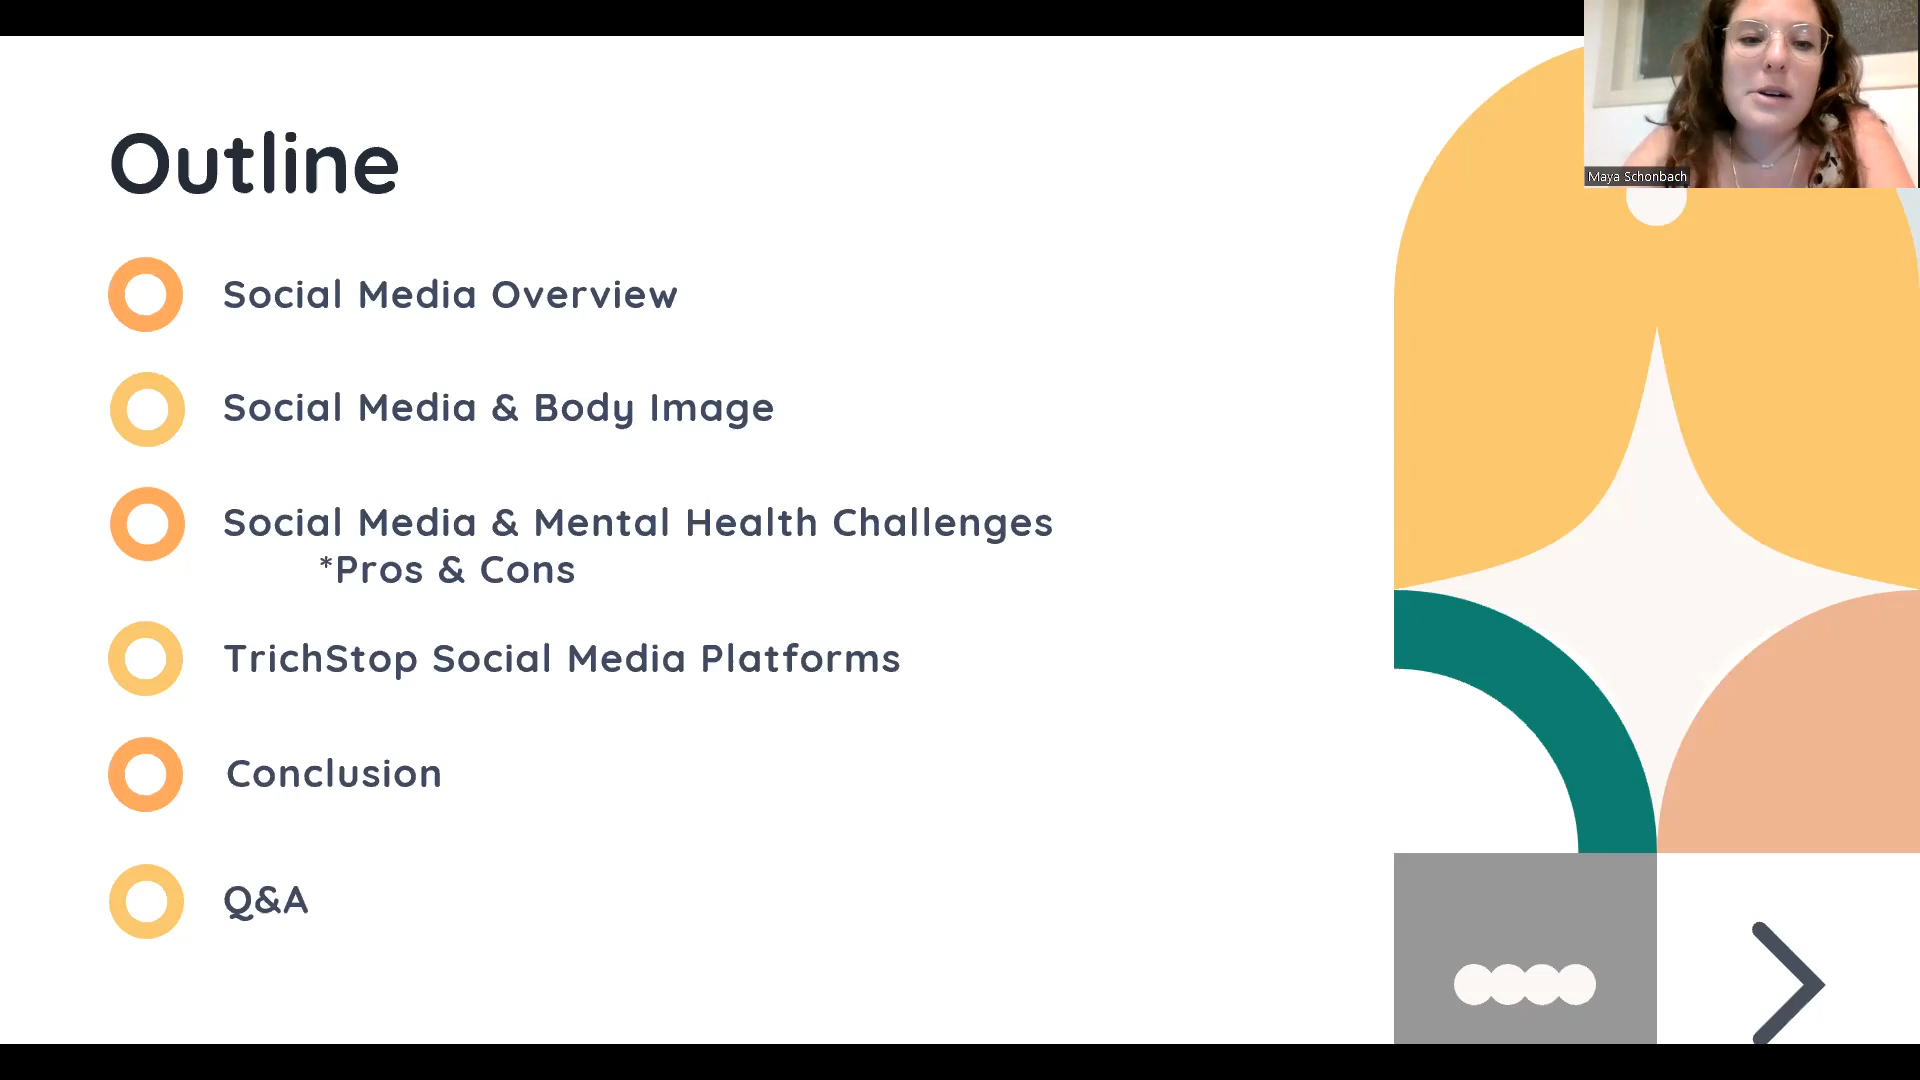 Maya Schonbach
Outline
Social Media Overview
Social Media & Body Image
Social Media & Mental Health Challenges
*Pros & Cons
TrichStop Social Media Platforms
Conclusion
Q&A